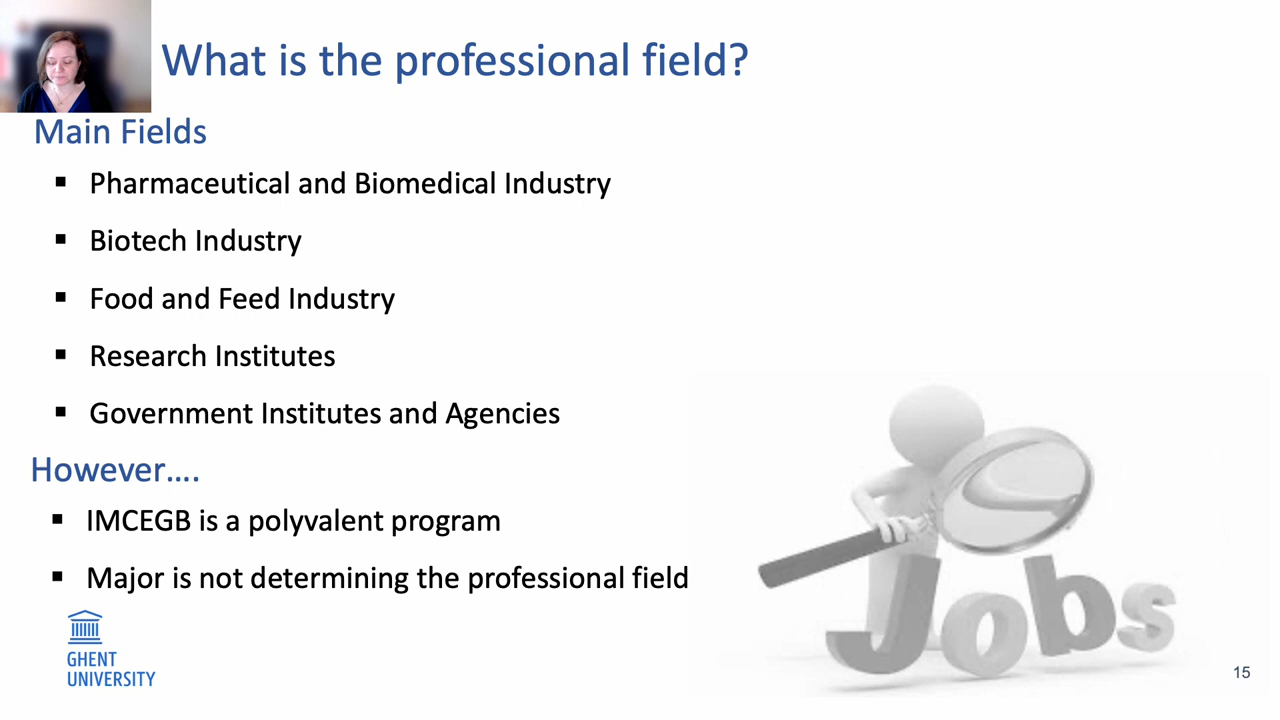 What is the professional field?
Main Fields
▪ Pharmaceutical and Biomedical Industry
▪ Biotech Industry
▪ Food and Feed Industry
▪ Research Institutes
▪ Government Institutes and Agencies
However….
▪ IMCEGB is a polyvalent program
▪ Major is not determining the professional field
Jobs
GHENT
UNIVERSITY
15